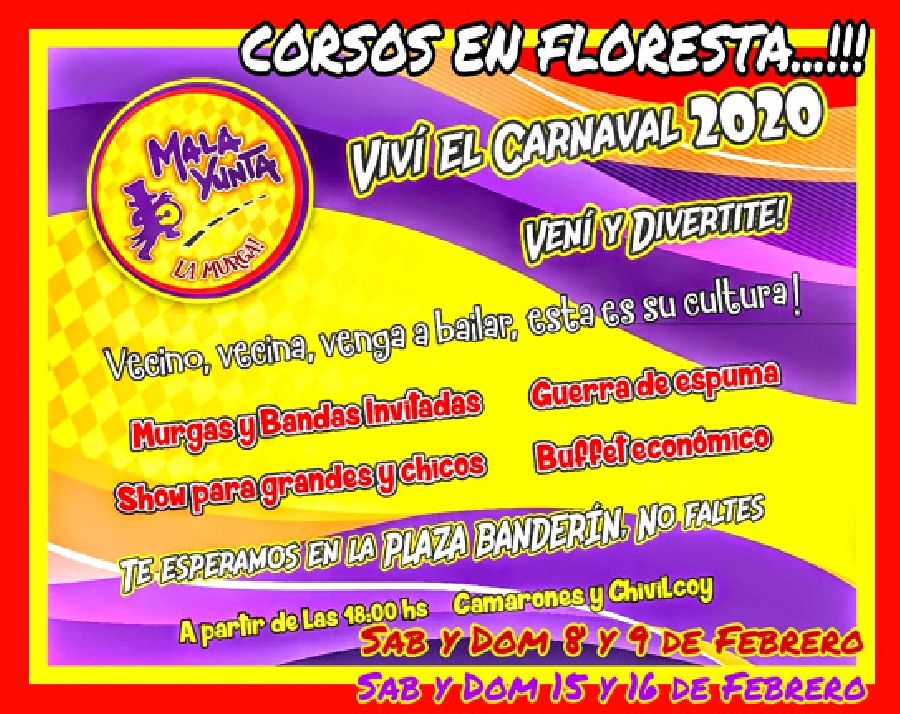 CORSOS EN FLORESTA...!!!
MALA YUNTA
LA MURGA!
VIVÍ EL CARNAVAL 2020
VENÍ Y DIVERTITE!
Vecino, vecina, venga a bailar, esta es su cultura!
Murgas y Bandas Invitadas
Guerra de espuma
Show para grandes y chicos
Buffet económico
TE ESPERAMOS EN LA PLAZA BANDERÍN. NO FALTES
A partir de Las 18:00 hs Camarones y Chivilcoy
SAB Y DOM 8 Y 9 DE FEBRERO
SAB Y DOM 15 Y 16 DE FEBRERO